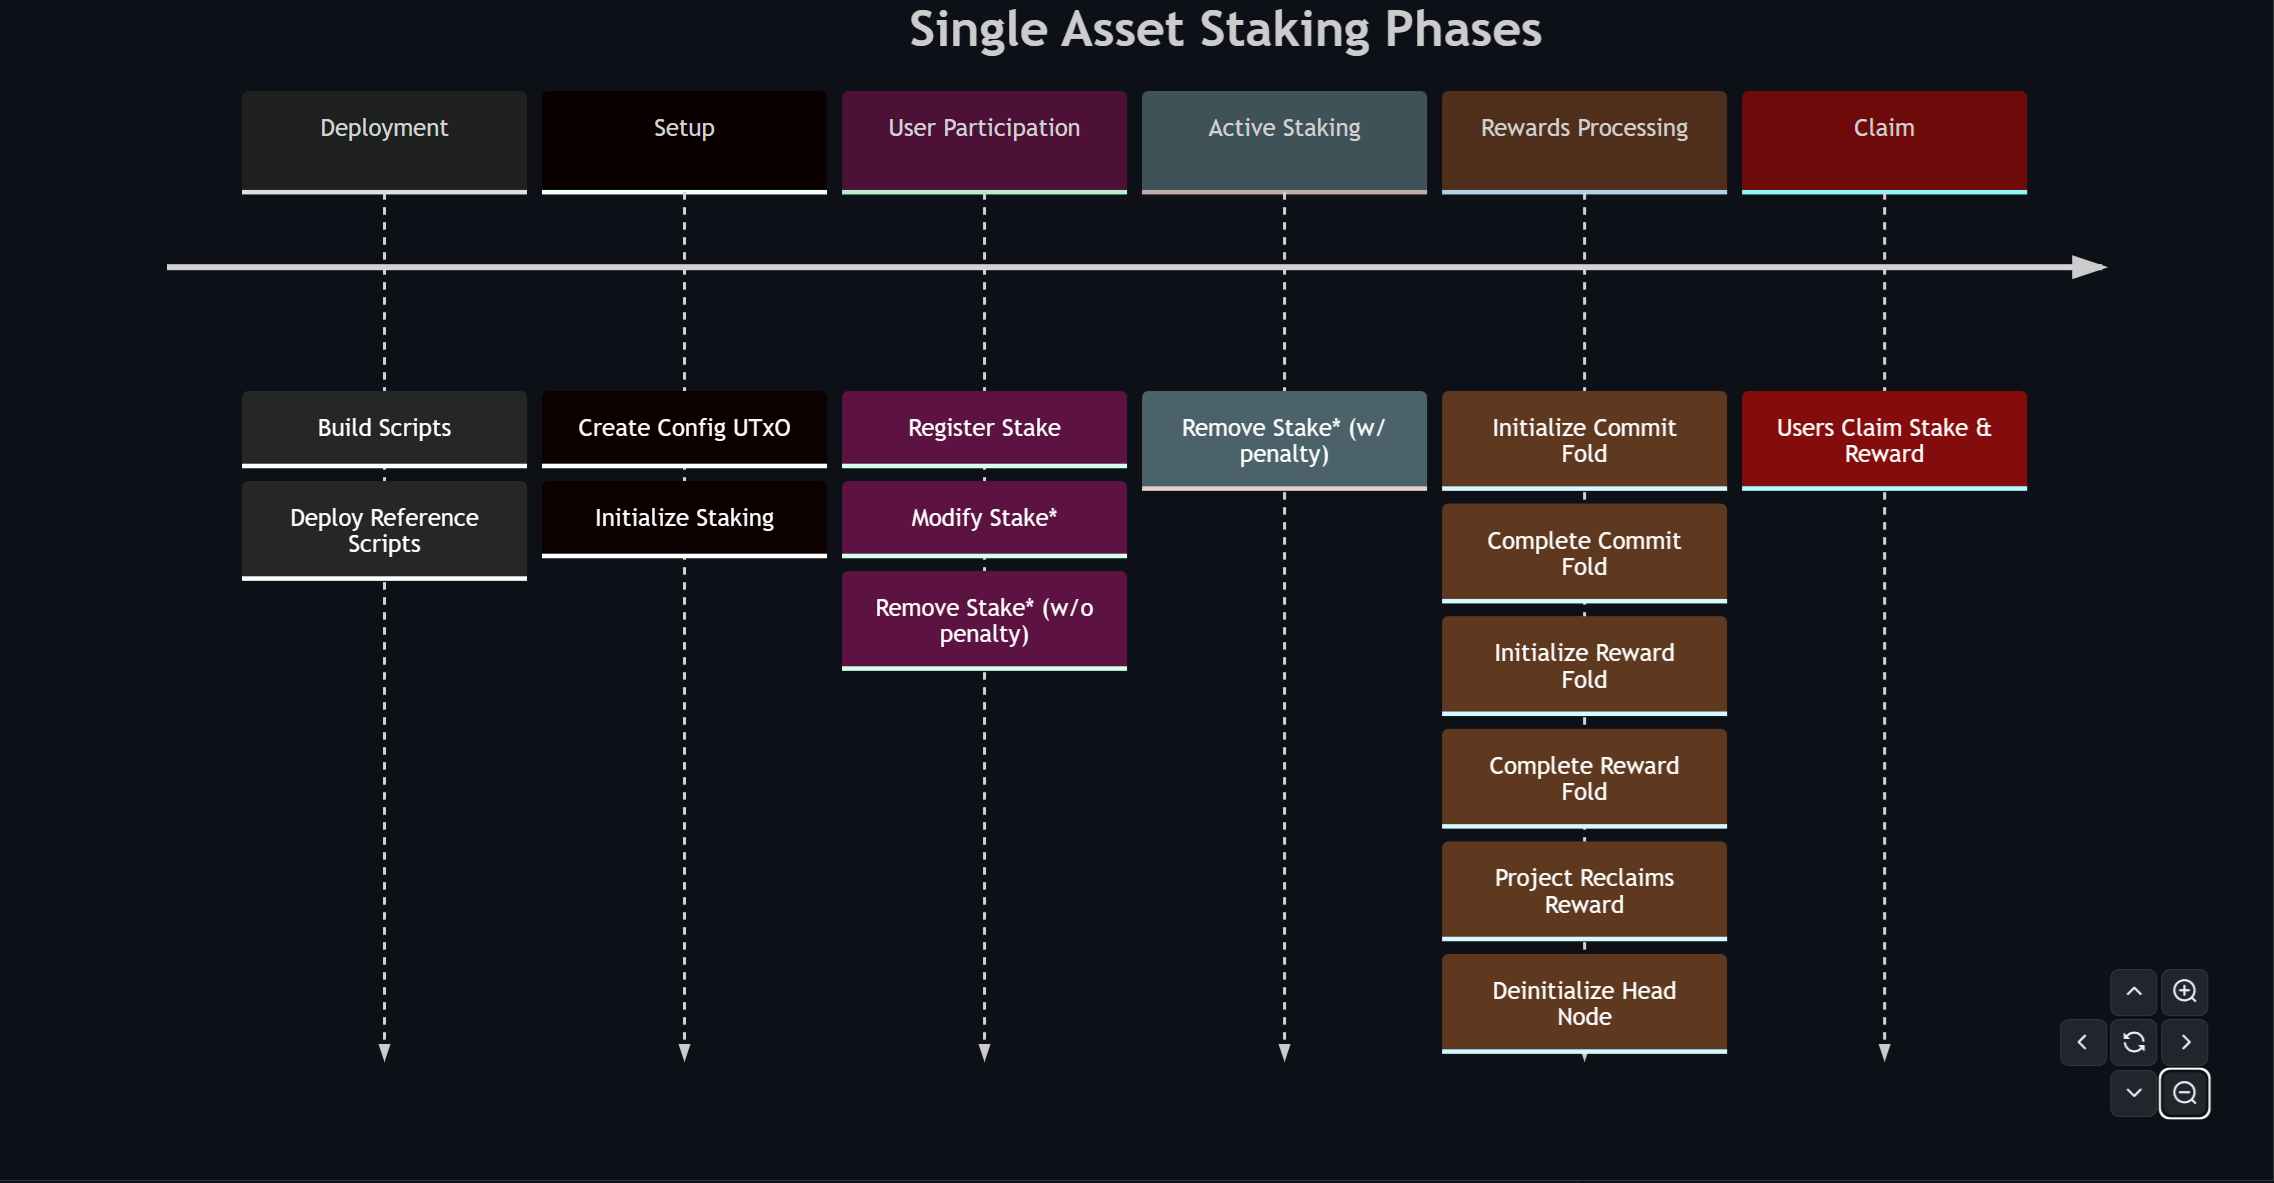 Single Asset Staking Phases
Deployment
Setup
User Participation
Active Staking
Rewards Processing
Claim
Build Scripts
Deploy Reference
Scripts
Create Config UTxO
Initialize Staking
Register Stake
Modify Stake*
Remove Stake* (w/o
penalty)
Remove Stake* (w/
penalty)
Initialize Commit
Fold
Complete Commit
Fold
Initialize Reward
Fold
Complete Reward
Fold
Project Reclaims
Reward
Deinitialize Head
Node
Users Claim Stake &
Reward